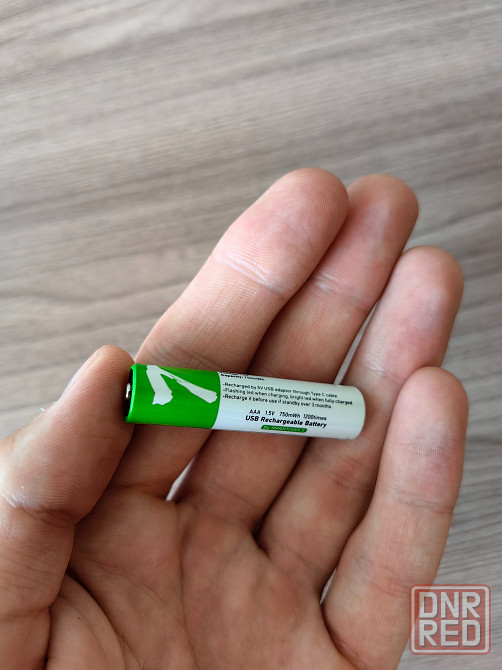 -Recharged by 5V USB adaptor through Type C cable
-Flashing led when charging, bright led when fully charged
-Recharge it before use if standby over 3 months
AAA 1.5V 750mWh 1200times
USB Rechargeable Battery
DNR
RED